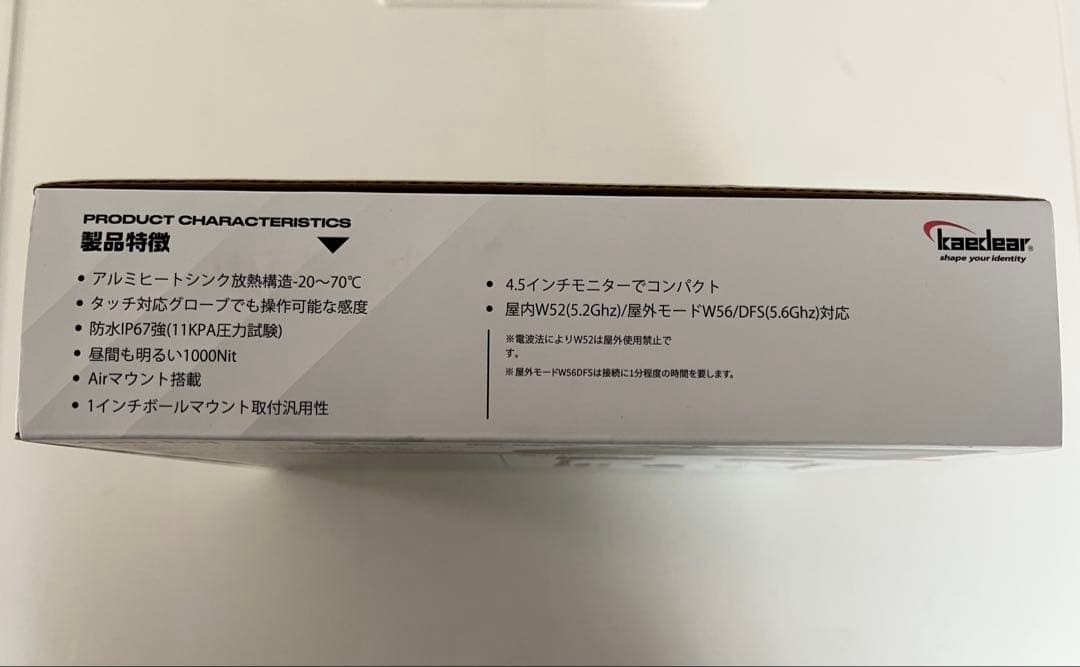 PRODUCT CHARACTERISTICS
製品特徴
• アルミヒートシンク放熱構造-20〜70℃
• タッチ対応グローブでも操作可能な感度
• 防水IP67強(11KPA圧力試験)
• 昼間も明るい1000Nit
• Airマウント搭載
• 1インチボールマウント取付汎用性
• 4.5インチモニターでコンパクト
• 屋内W52(5.2Ghz)/屋外モードW56/DFS(5.6Ghz)対応
※電波法によりW52は屋外使用禁止で
す。
※屋外モードW56DFSは接続に1分程度の時間を要します。
kaedear®
shape your identity